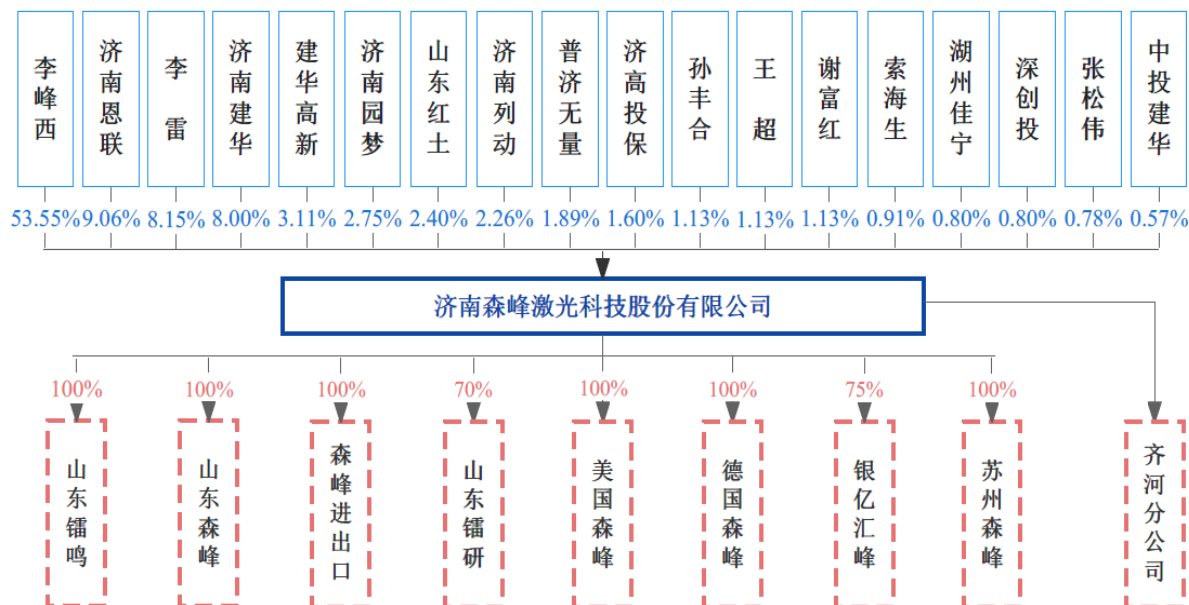 李峰西
济南恩联
李雷
济南建华
建华高新
济南园梦
山东红土
济南列动
普济无量
济高投保
孙丰合
王超
谢富红
索海生
湖州佳宁
深创投
张松伟
中投建华
53.55% 9.06% 8.15% 8.00% 3.11% 2.75% 2.40% 2.26% 1.89% 1.60% 1.13% 1.13% 1.13% 0.91% 0.80% 0.80% 0.78% 0.57%
济南森峰激光科技股份有限公司
100% 100% 100% 70% 100% 100% 75% 100%
山东镭鸣
山东森峰
森峰进出口
山东镭研
美国森峰
德国森峰
银亿汇峰
苏州森峰
齐河分公司